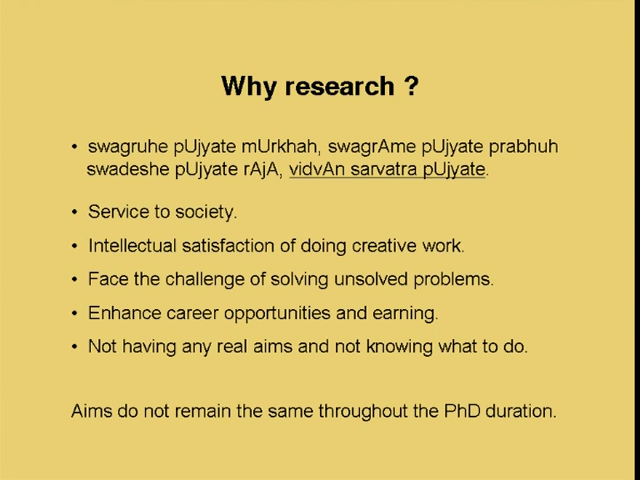 Why research ?
• swagruhe pUjyate mUrkhah, swagrAme pUjyate prabhuh
swadeshe pUjyate rAjA, vidvAn sarvatra pUjyate.
• Service to society.
• Intellectual satisfaction of doing creative work.
• Face the challenge of solving unsolved problems.
• Enhance career opportunities and earning.
• Not having any real aims and not knowing what to do.
Aims do not remain the same throughout the PhD duration.